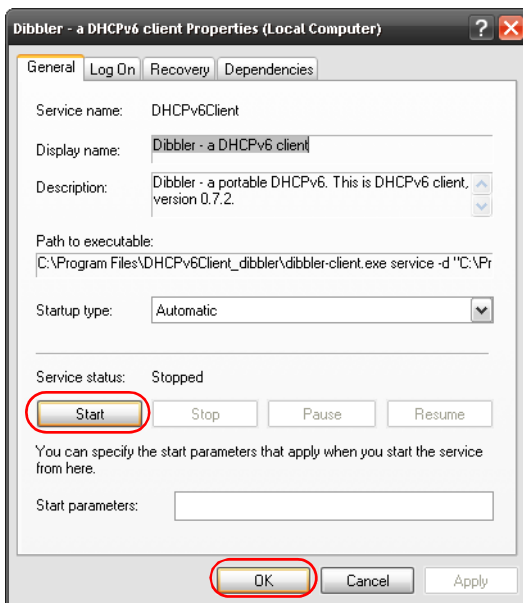 Dibbler - a DHCPv6 client Properties (Local Computer)
General Log On Recovery Dependencies
Service name: DHCPv6Client
Display name: Dibbler - a DHCPv6 client
Description: Dibbler - a portable DHCPv6. This is DHCPv6 client,
version 0.7.2.
Path to executable:
C:\Program Files\DHCPv6Client_dibbler\dibbler-client.exe service -d "C:\Pr
Startup type: Automatic
Service status: Stopped
Start Stop Pause Resume
You can specify the start parameters that apply when you start the service
from here.
Start parameters:
OK Cancel Apply